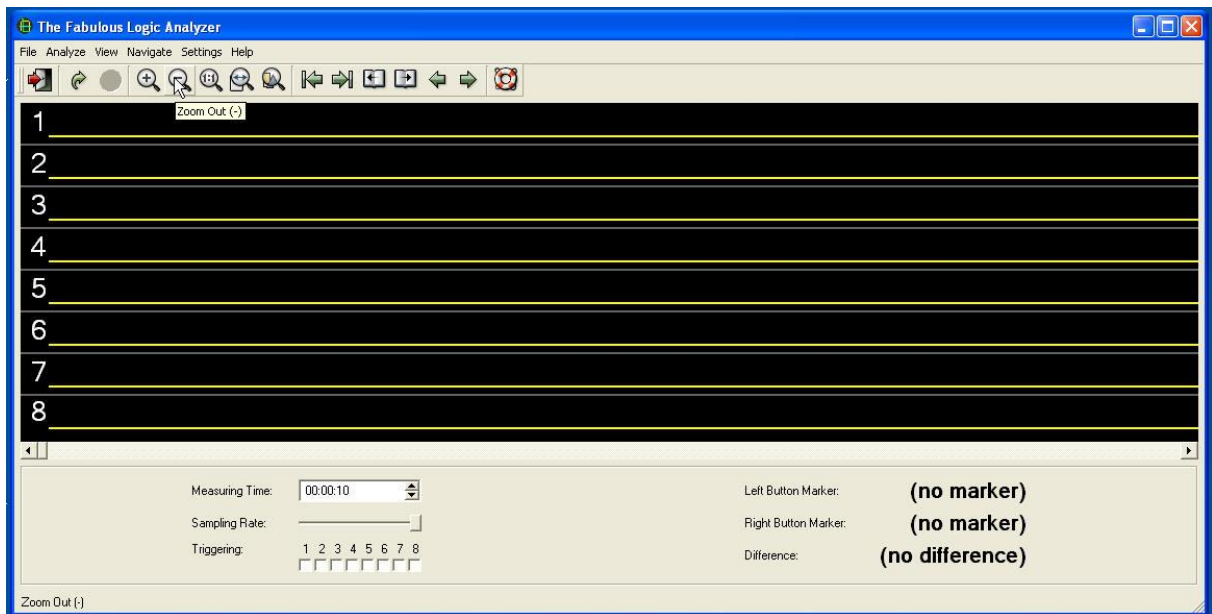 The Fabulous Logic Analyzer
File Analyze View Navigate Settings Help
1:1
Zoom Out (-)
1
2
3
4
5
6
7
8
Measuring Time: 00:00:10
Sampling Rate:
Triggering: 1 2 3 4 5 6 7 8
Left Button Marker: (no marker)
Right Button Marker: (no marker)
Difference: (no difference)
Zoom Out (-)